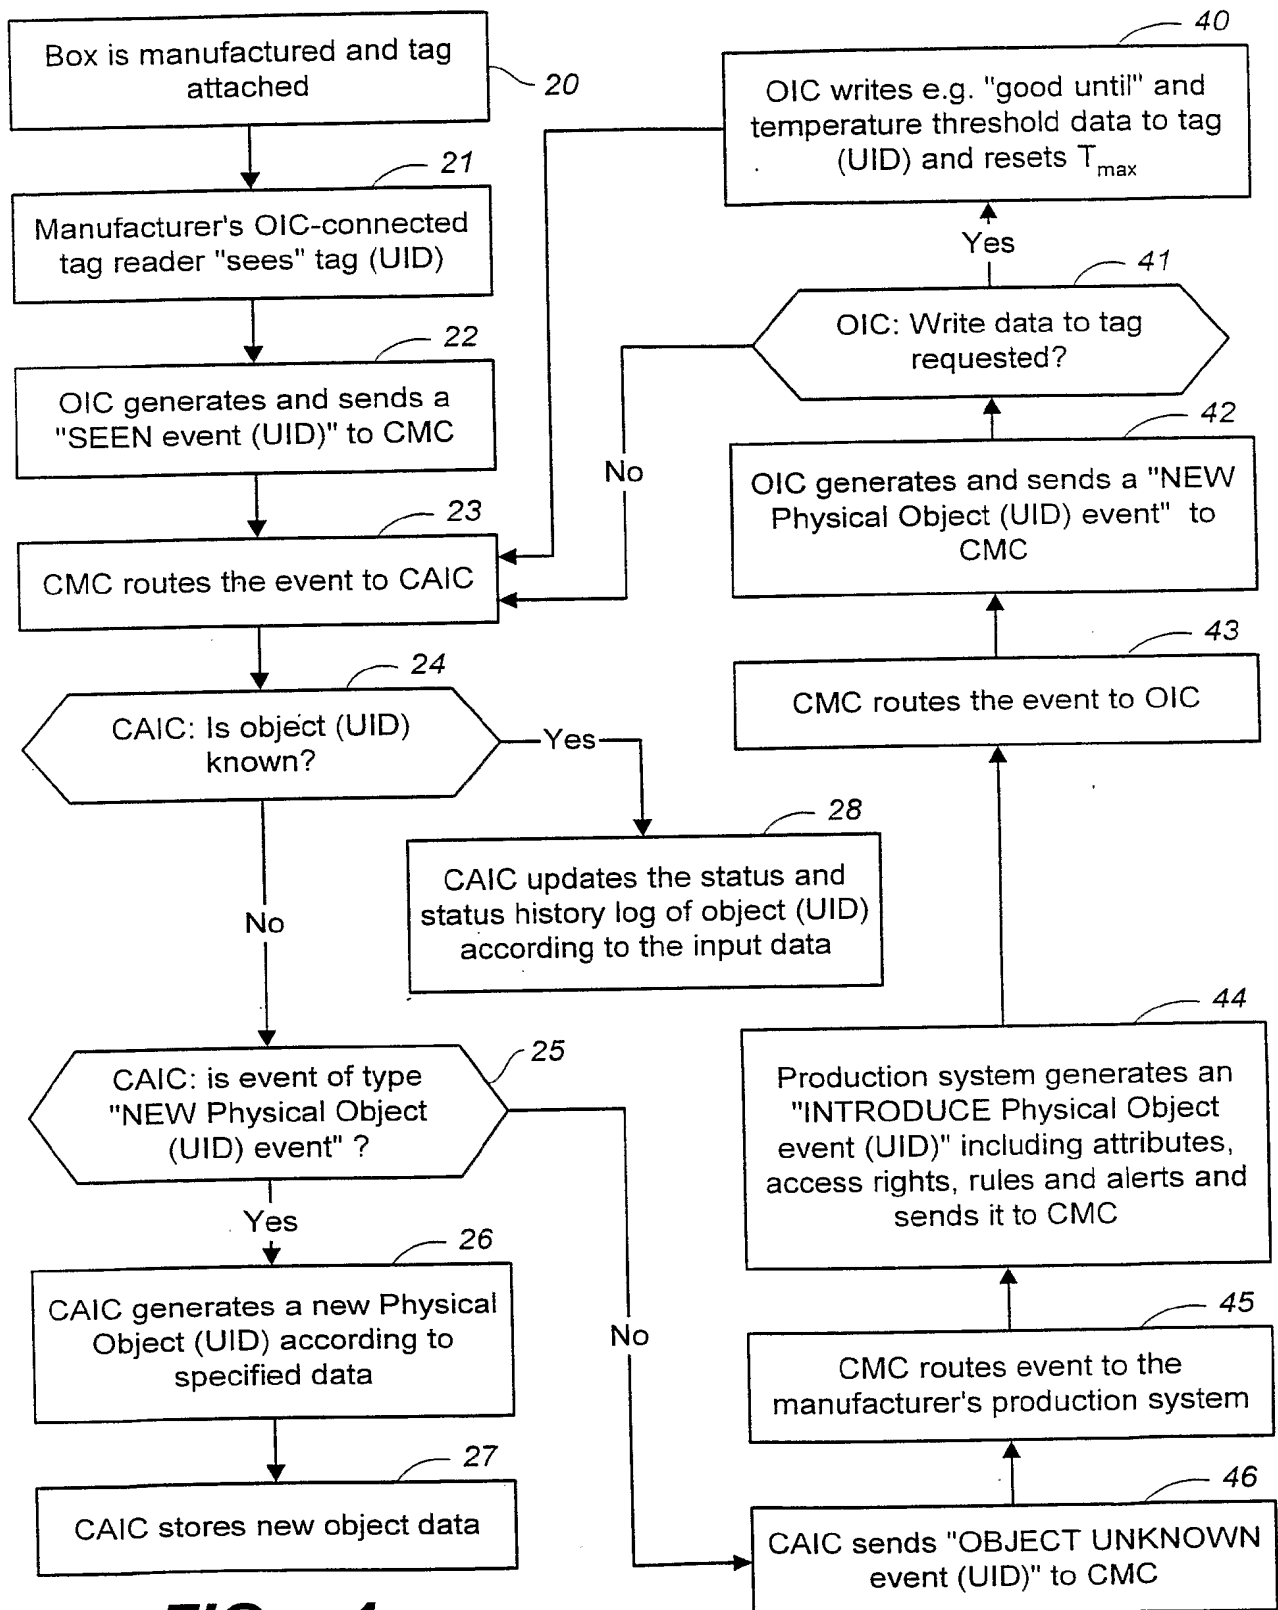 Box is manufactured and tag
attached
20
21
Manufacturer's OIC-connected
tag reader "sees" tag (UID)
22
OIC generates and sends a
"SEEN event (UID)" to CMC
23
CMC routes the event to CAIC
24
CAIC: Is object (UID)
known?
Yes
No
28
CAIC updates the status and
status history log of object (UID)
according to the input data
25
CAIC: is event of type
"NEW Physical Object
(UID) event" ?
Yes
No
26
CAIC generates a new Physical
Object (UID) according to
specified data
27
CAIC stores new object data
40
OIC writes e.g. "good until" and
temperature threshold data to tag
(UID) and resets Tmax
Yes
41
OIC: Write data to tag
requested?
No
42
OIC generates and sends a "NEW
Physical Object (UID) event" to
CMC
43
CMC routes the event to OIC
44
Production system generates an
"INTRODUCE Physical Object
event (UID)" including attributes,
access rights, rules and alerts and
sends it to CMC
45
CMC routes event to the
manufacturer's production system
46
CAIC sends "OBJECT UNKNOWN
event (UID)" to CMC